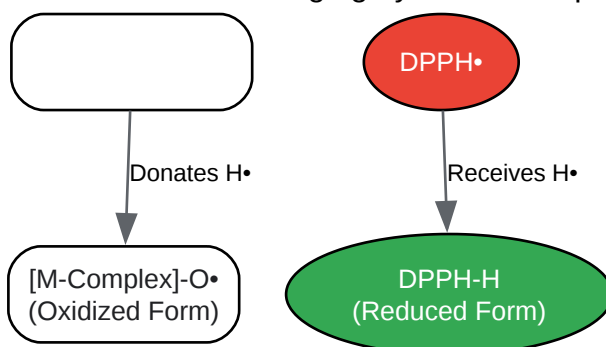 DPPH•
Donates H•
Receives H•
[M-Complex]-O•
(Oxidized Form)
DPPH-H
(Reduced Form)